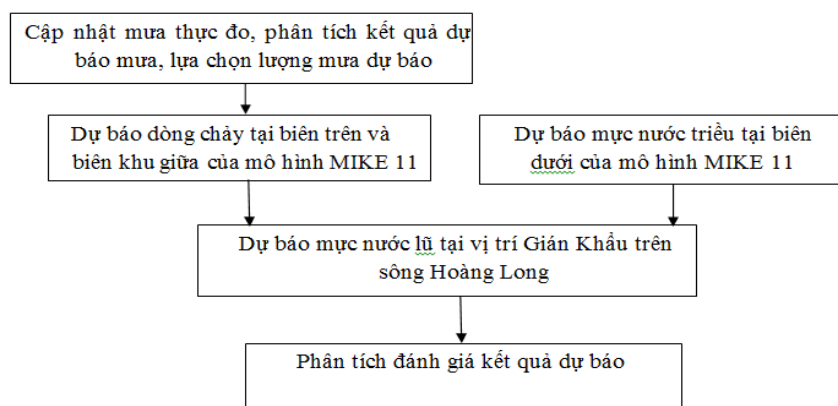 Cập nhật mưa thực đo, phân tích kết quả dự
báo mưa, lựa chọn lượng mưa dự báo
Dự báo dòng chảy tại biên trên và
biên khu giữa của mô hình MIKE 11
Dự báo mực nước triều tại biên
dưới của mô hình MIKE 11
Dự báo mực nước lũ tại vị trí Gián Khẩu trên
sông Hoàng Long
Phân tích đánh giá kết quả dự báo